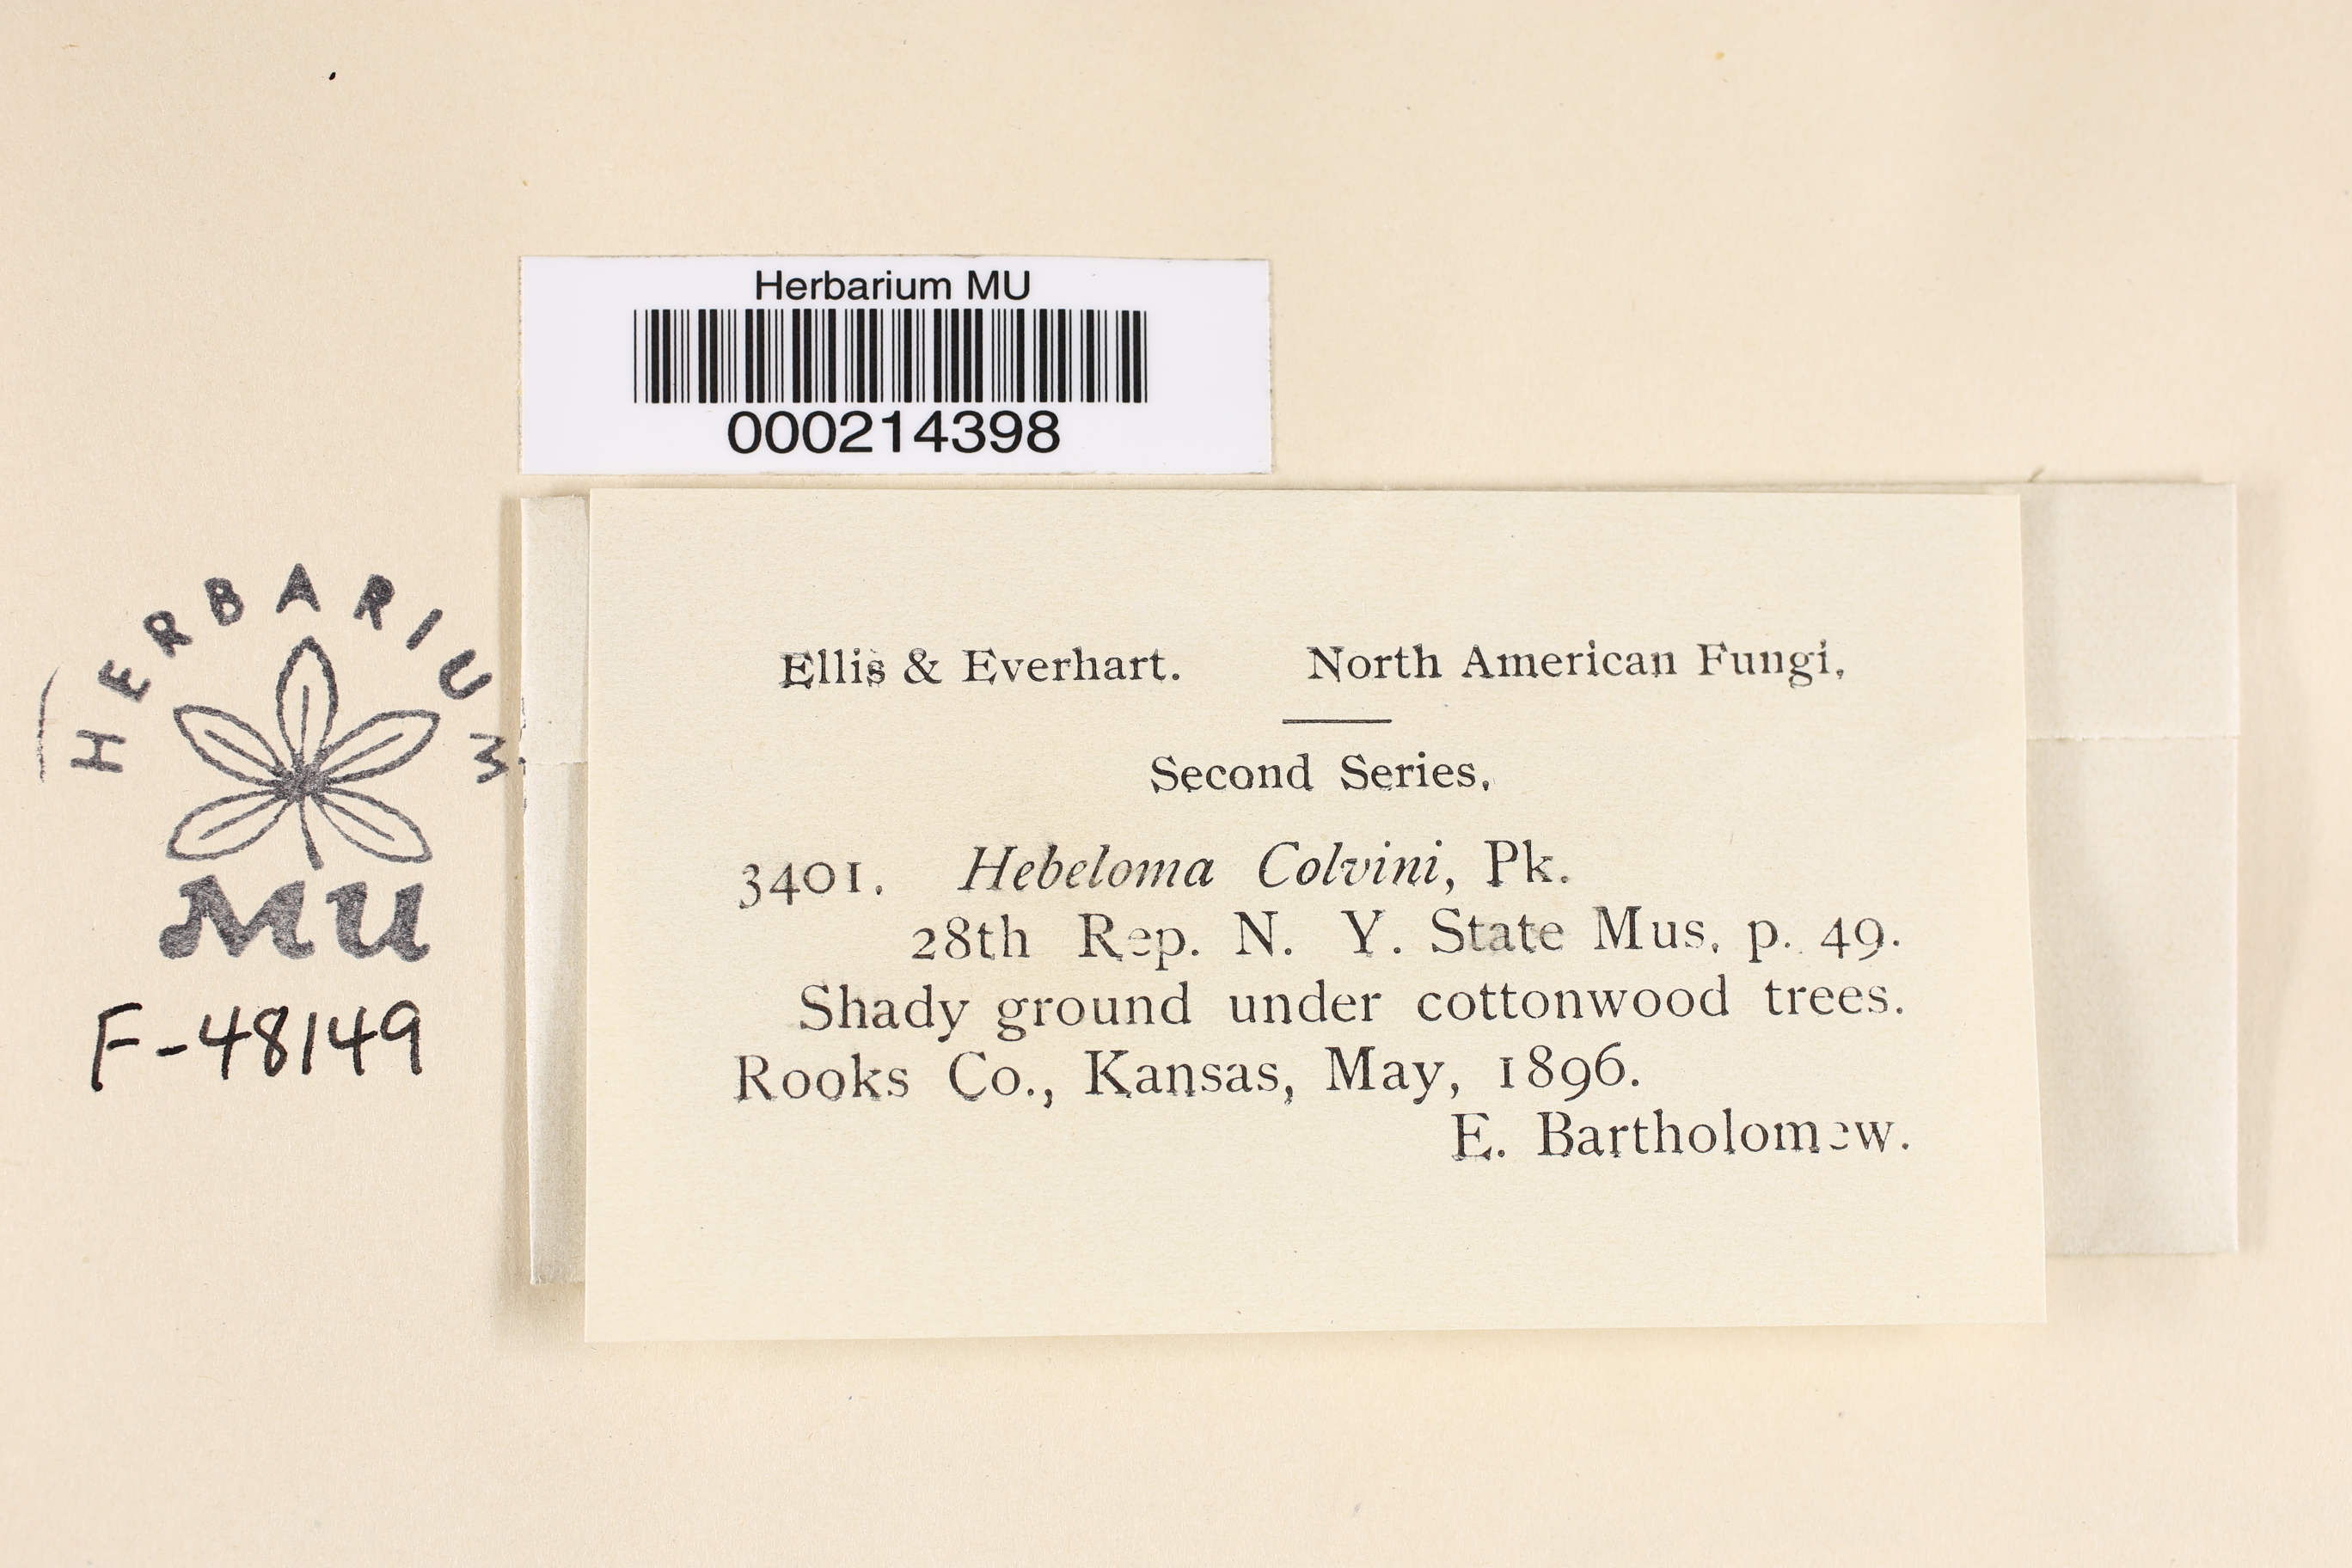 Herbarium MU
000214398
HERBARIUM
MU
F-48149
Ellis & Everhart. North American Fungi.
Second Series.
3401. Hebeloma Colvini, Pk.
28th Rep. N. Y. State Mus. p. 49.
Shady ground under cottonwood trees.
Rooks Co., Kansas, May, 1896.
E. Bartholomew.